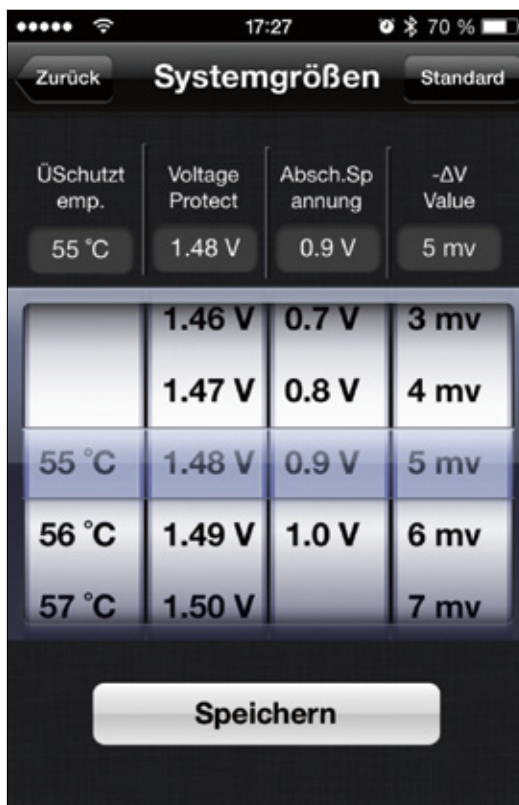 17:27 70 %
Zurück Systemgrößen Standard
ÜSchutzt Voltage Absch.Sp -ΔV
emp. Protect annung Value
55 °C 1.48 V 0.9 V 5 mv
1.46 V 0.7 V 3 mv
1.47 V 0.8 V 4 mv
55 °C 1.48 V 0.9 V 5 mv
56 °C 1.49 V 1.0 V 6 mv
57 °C 1.50 V 7 mv
Speichern